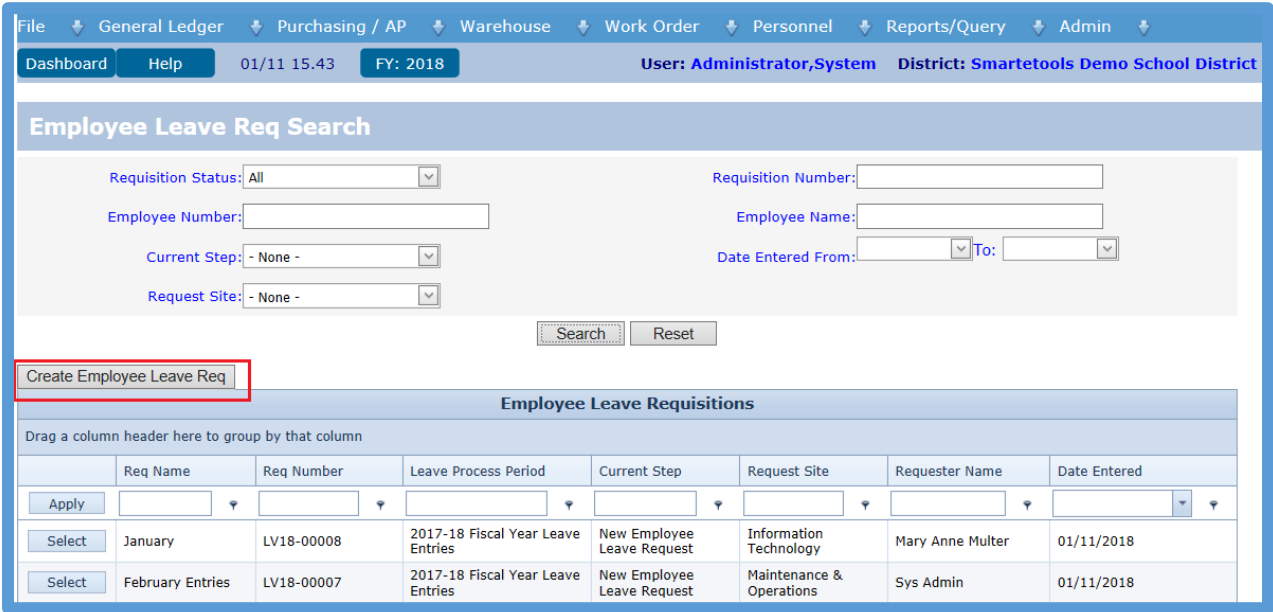 File General Ledger Purchasing / AP Warehouse Work Order Personnel Reports/Query Admin
Dashboard Help 01/11 15.43 FY: 2018 User: Administrator,System District: Smartetools Demo School District
Employee Leave Req Search
Requisition Status: All Requisition Number:
Employee Number: Employee Name:
Current Step: - None - Date Entered From: To:
Request Site: - None -
Search Reset
Create Employee Leave Req
Employee Leave Requisitions
Drag a column header here to group by that column
Req Name Req Number Leave Process Period Current Step Request Site Requester Name Date Entered
Apply
Select January LV18-00008 2017-18 Fiscal Year Leave Entries New Employee Leave Request Information Technology Mary Anne Multer 01/11/2018
Select February Entries LV18-00007 2017-18 Fiscal Year Leave Entries New Employee Leave Request Maintenance & Operations Sys Admin 01/11/2018